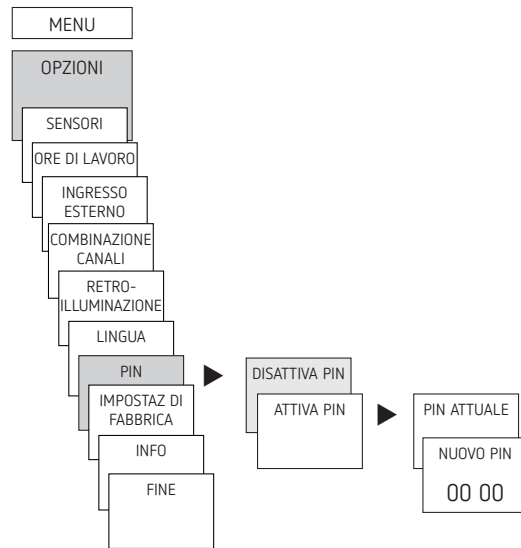 MENU
OPZIONI
SENSORI
ORE DI LAVORO
INGRESSO
ESTERNO
COMBINAZIONE
CANALI
RETRO-
ILLUMINAZIONE
LINGUA
PIN
IMPOSTAZ DI
FABBRICA
INFO
FINE
DISATTIVA PIN
ATTIVA PIN
PIN ATTUALE
NUOVO PIN
00 00